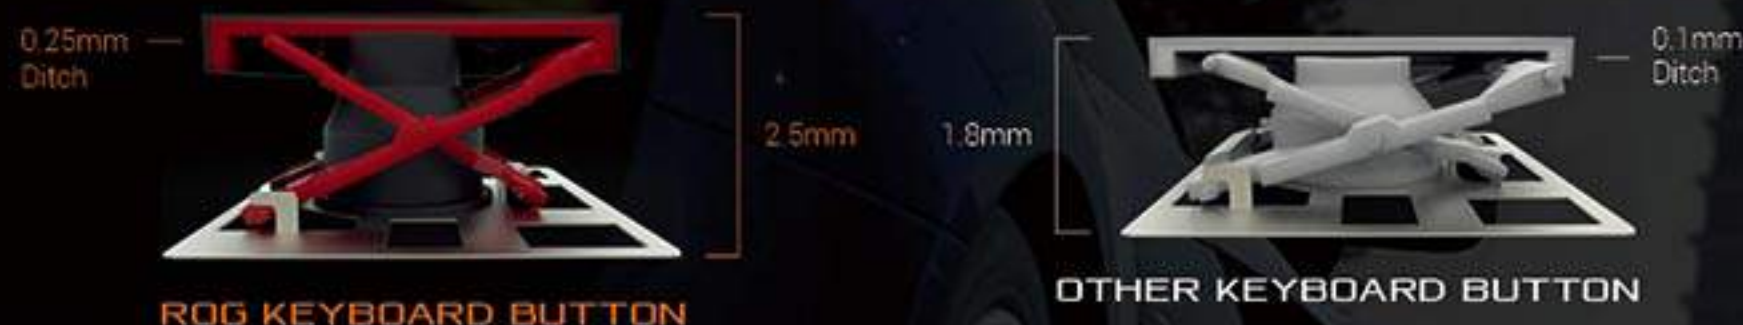 0.25mm
Ditch
2.5mm
ROG KEYBOARD BUTTON
1.8mm
0.1mm
Ditch
OTHER KEYBOARD BUTTON